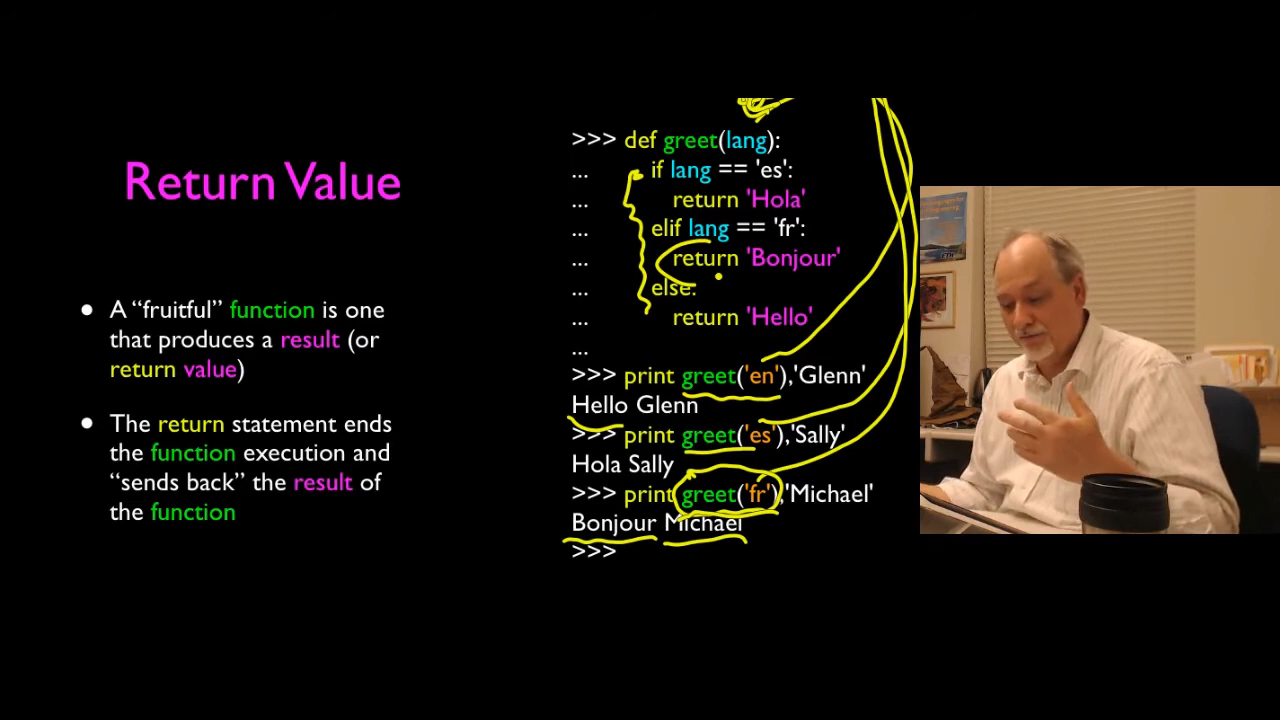 Return Value
● A “fruitful” function is one
that produces a result (or
return value)
● The return statement ends
the function execution and
“sends back” the result of
the function
>>> def greet(lang):
... if lang == 'es':
... return 'Hola'
... elif lang == 'fr':
... return 'Bonjour'
... else:
... return 'Hello'
...
>>> print greet('en'),'Glenn'
Hello Glenn
>>> print greet('es'),'Sally'
Hola Sally
>>> print greet('fr'),'Michael'
Bonjour Michael
>>>